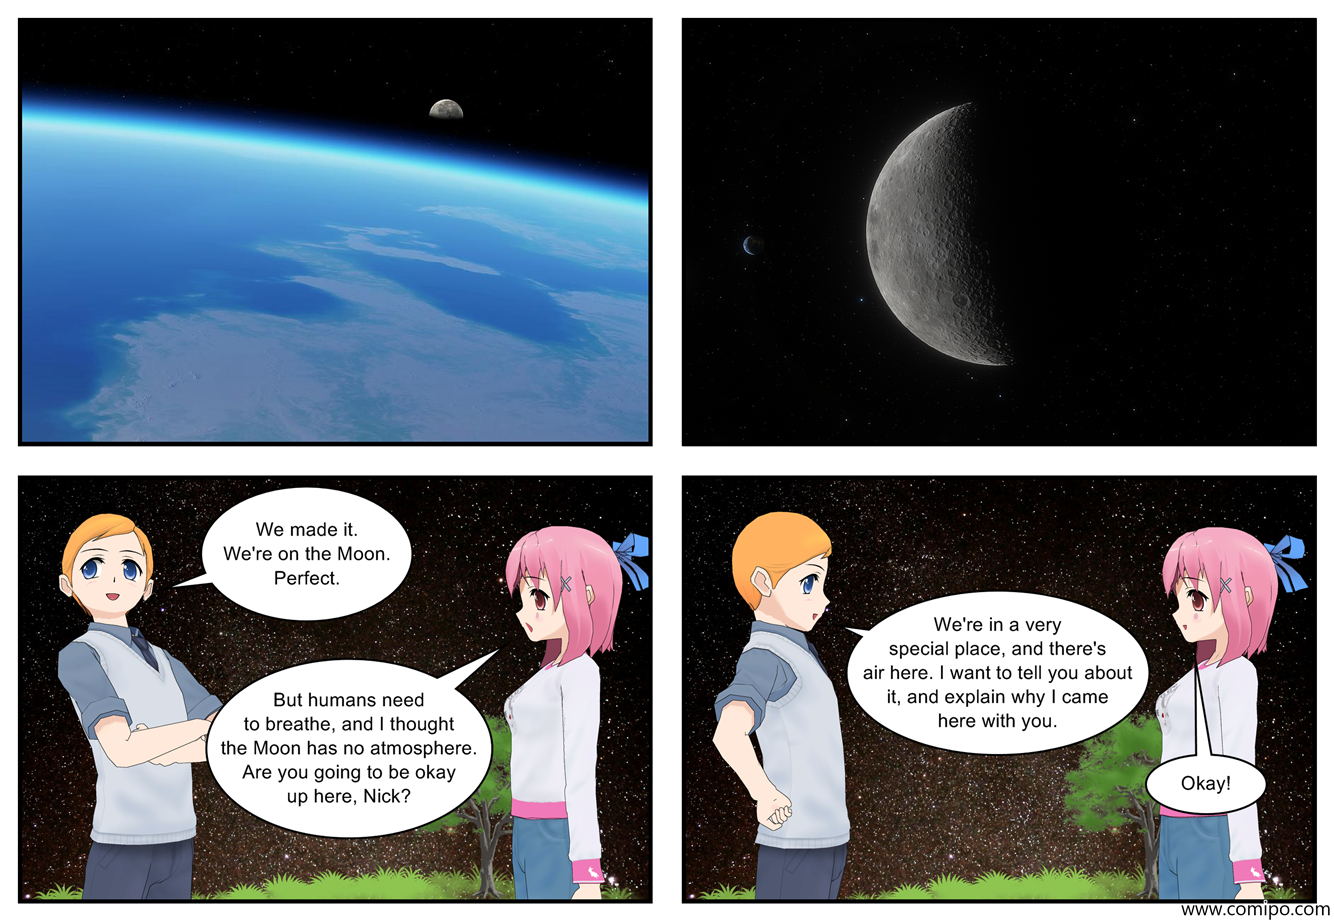 We made it.
We're on the Moon.
Perfect.
But humans need
to breathe, and I thought
the Moon has no atmosphere.
Are you going to be okay
up here, Nick?
We're in a very
special place, and there's
air here. I want to tell you about
it, and explain why I came
here with you.
Okay!
www.comipo.com